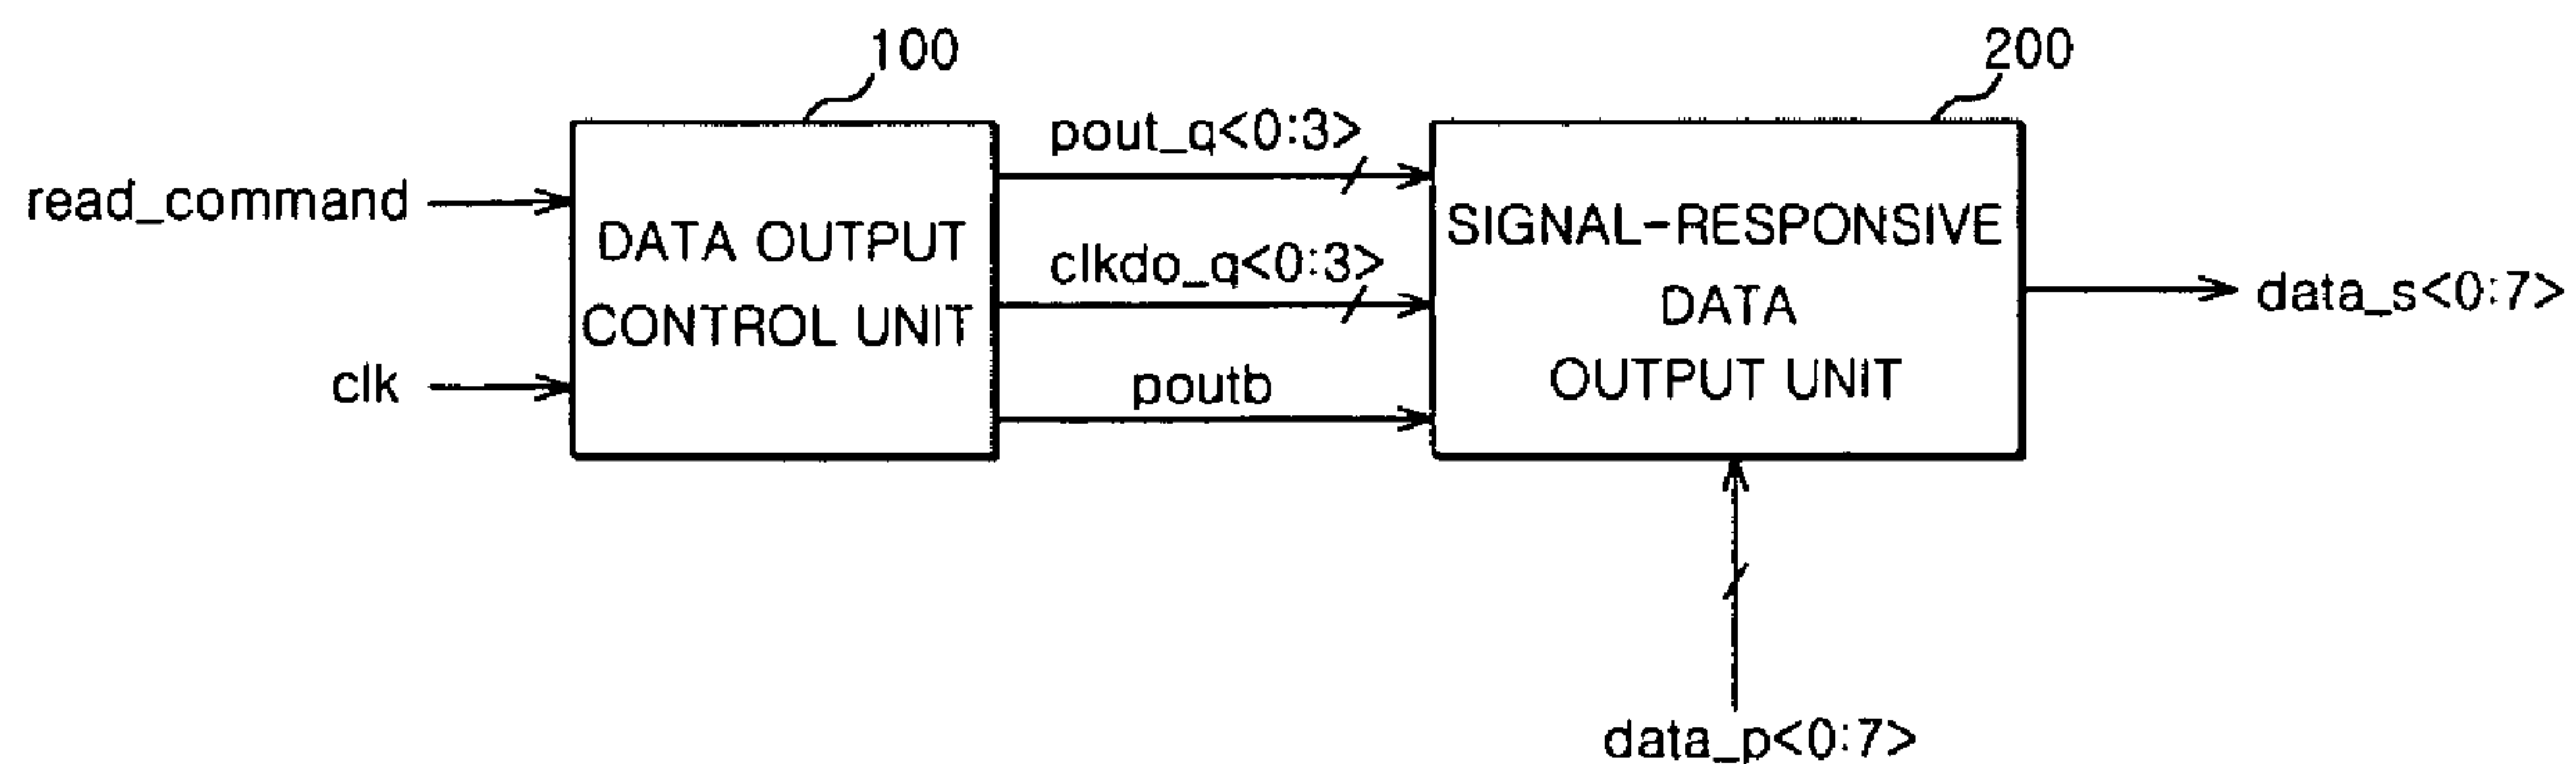 100
200
pout_q<0:3>
read_command
DATA OUTPUT
CONTROL UNIT
clkdo_q<0:3>
SIGNAL-RESPONSIVE
DATA
OUTPUT UNIT
data_s<0:7>
clk
poutb
data_p<0:7>